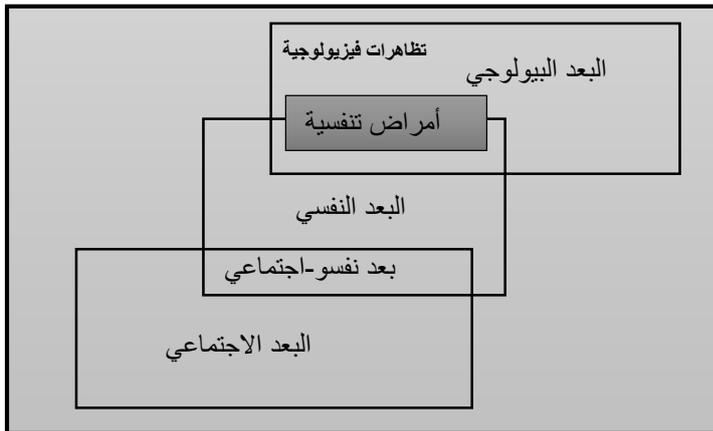 تظاهرات فيزيولوجية
البعد البيولوجي
أمراض تنفسية
البعد النفسي
بعد نفسو-اجتماعي
البعد الاجتماعي